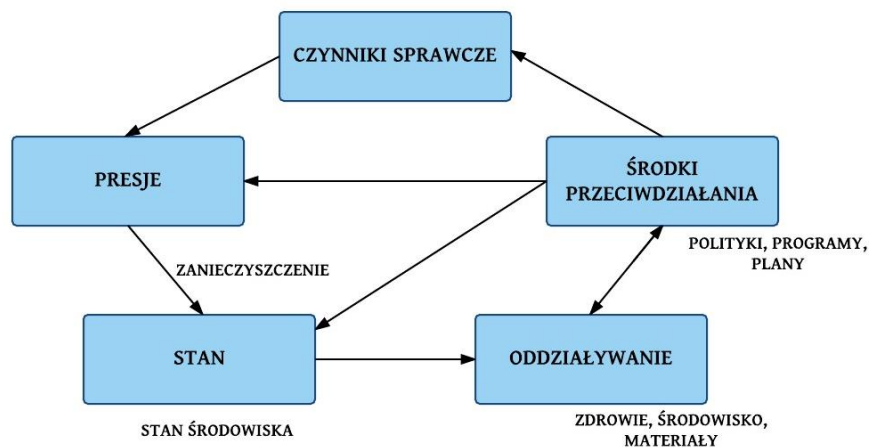 CZYNNIKI SPRAWCZE
PRESJE
ŚRODKI
PRZECIWDZIAŁANIA
POLITYKI, PROGRAMY,
PLANY
ZANIECZYSZCZENIE
STAN
ODDZIAŁYWANIE
STAN ŚRODOWISKA
ZDROWIE, ŚRODOWISKO,
MATERIAŁY